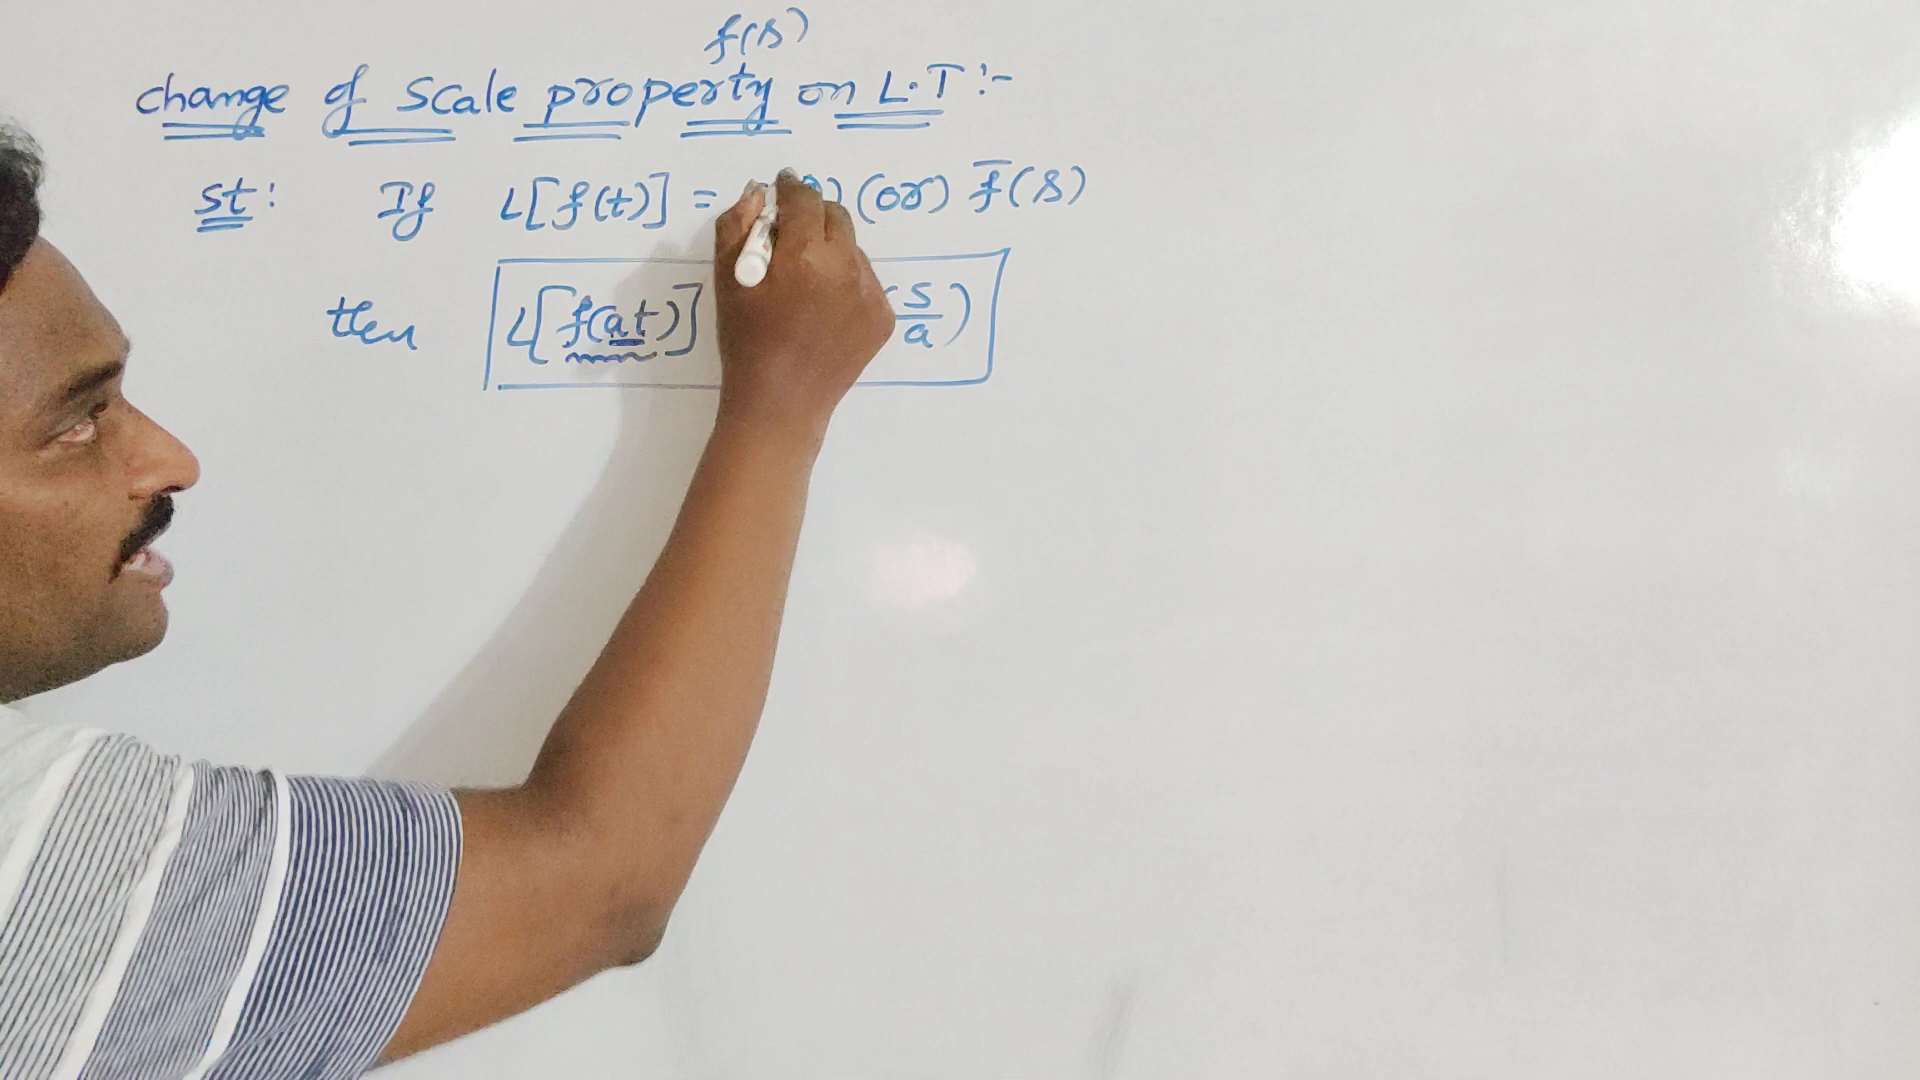 f(s)
change of scale property on L.T :-
st: If L[f(t)] = (or) f̅(s)
then L[f(at)] (s/a)